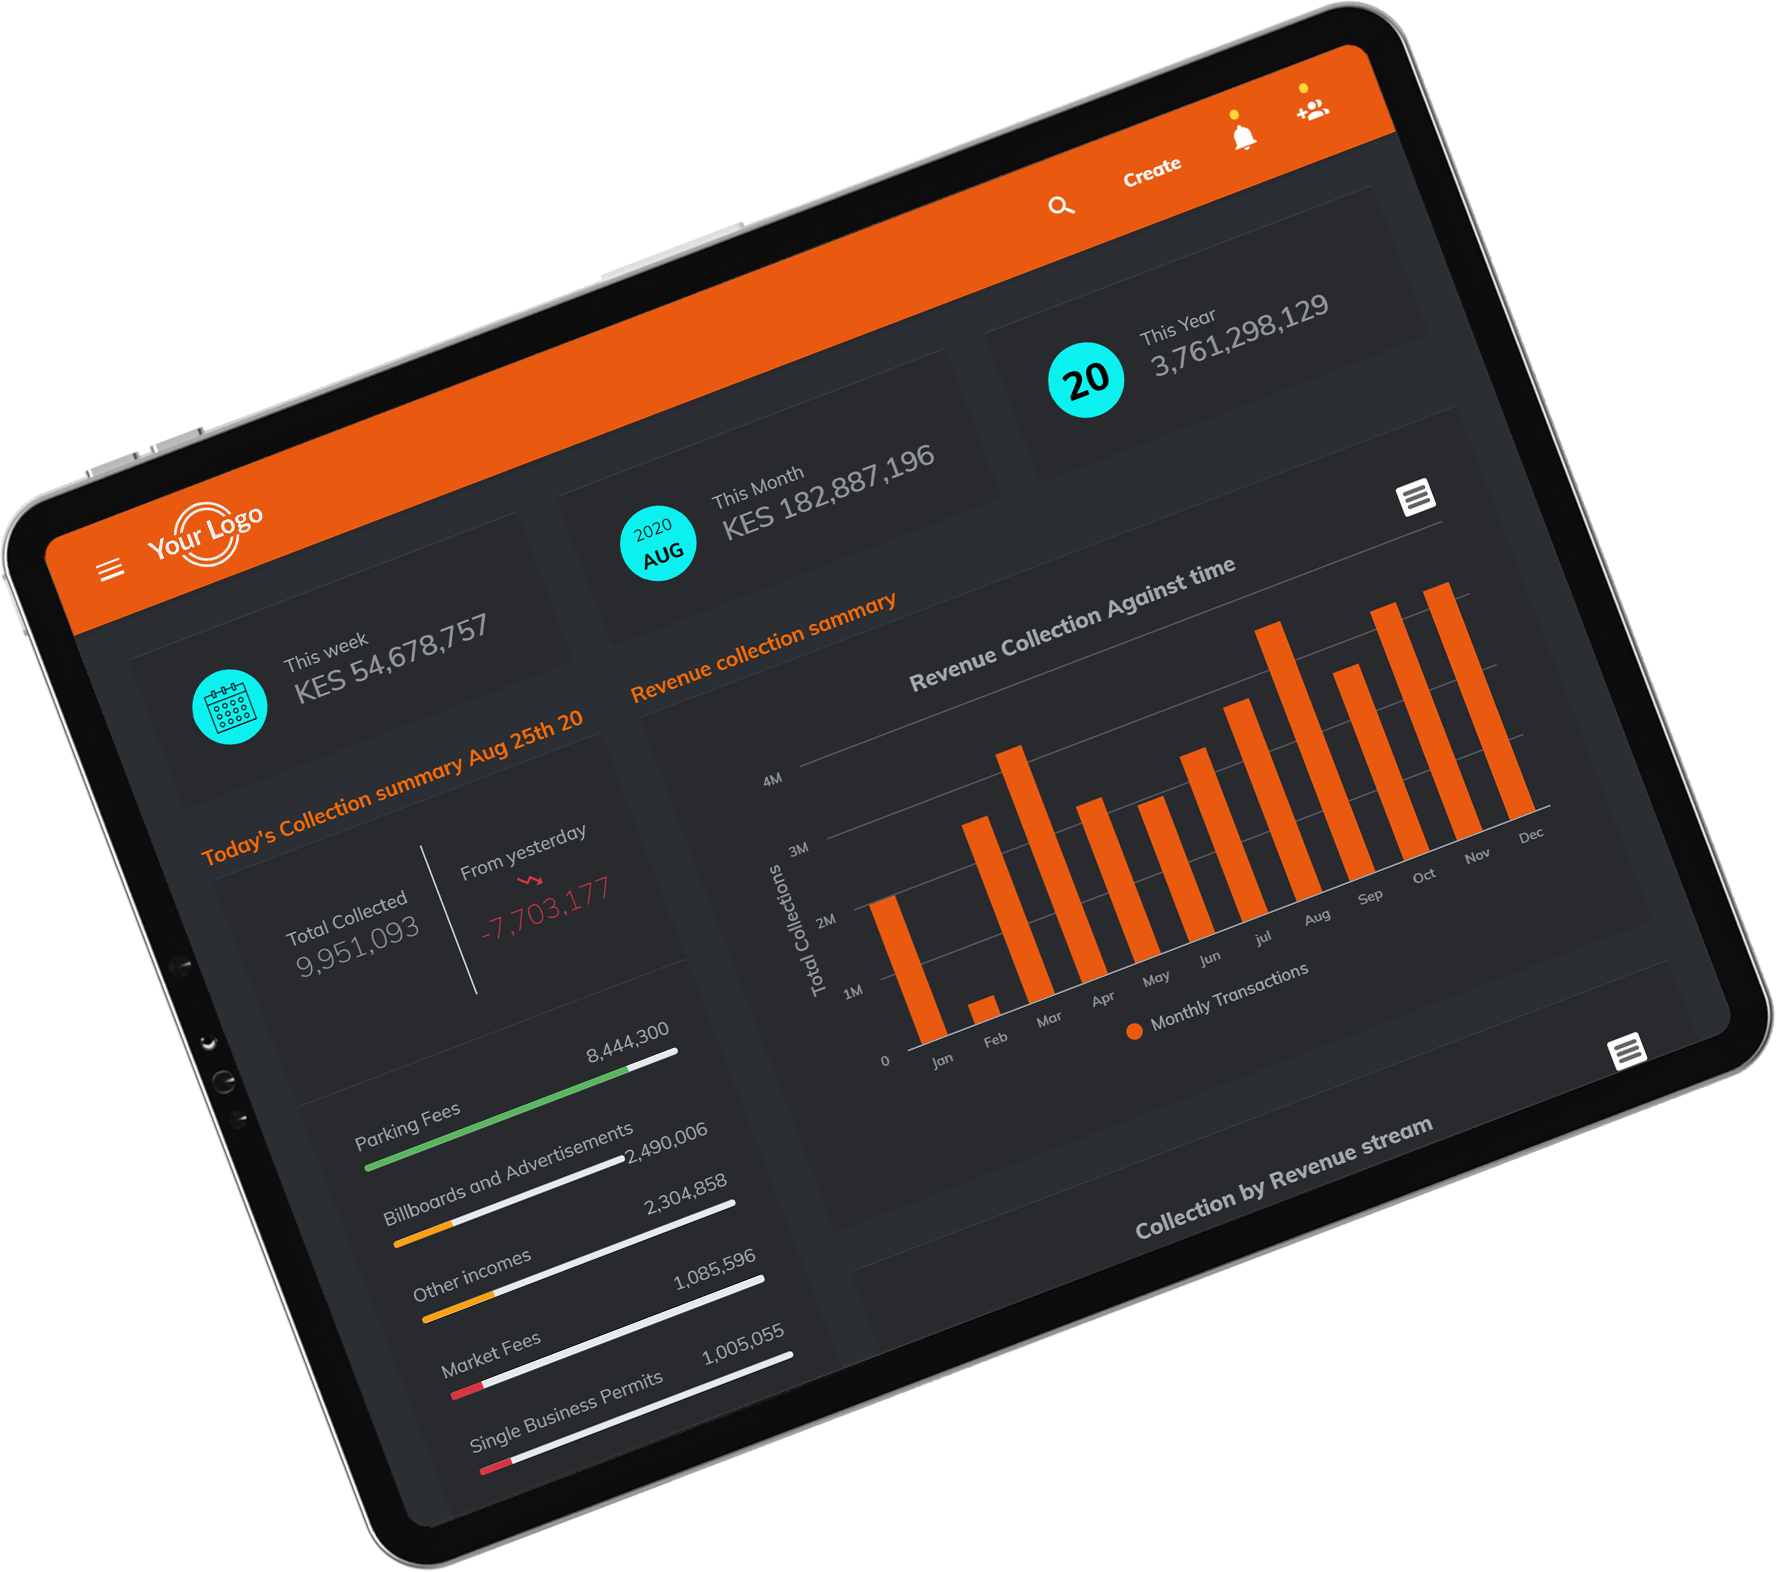 Your Logo
Create
This week
KES 54,678,757
2020
AUG
This Month
KES 182,887,196
20
This Year
3,761,298,129
Today's Collection summary Aug 25th 20
Total Collected
9,951,093
From yesterday
-7,703,177
Parking Fees
8,444,300
Billboards and Advertisements
2,490,006
Other incomes
2,304,858
Market Fees
1,085,596
Single Business Permits
1,005,055
Revenue collection sammary
Revenue Collection Against time
Total Collections
4M
3M
2M
1M
0
Jan
Feb
Mar
Apr
May
Jun
jul
Aug
Sep
Oct
Nov
Dec
Monthly Transactions
Collection by Revenue stream